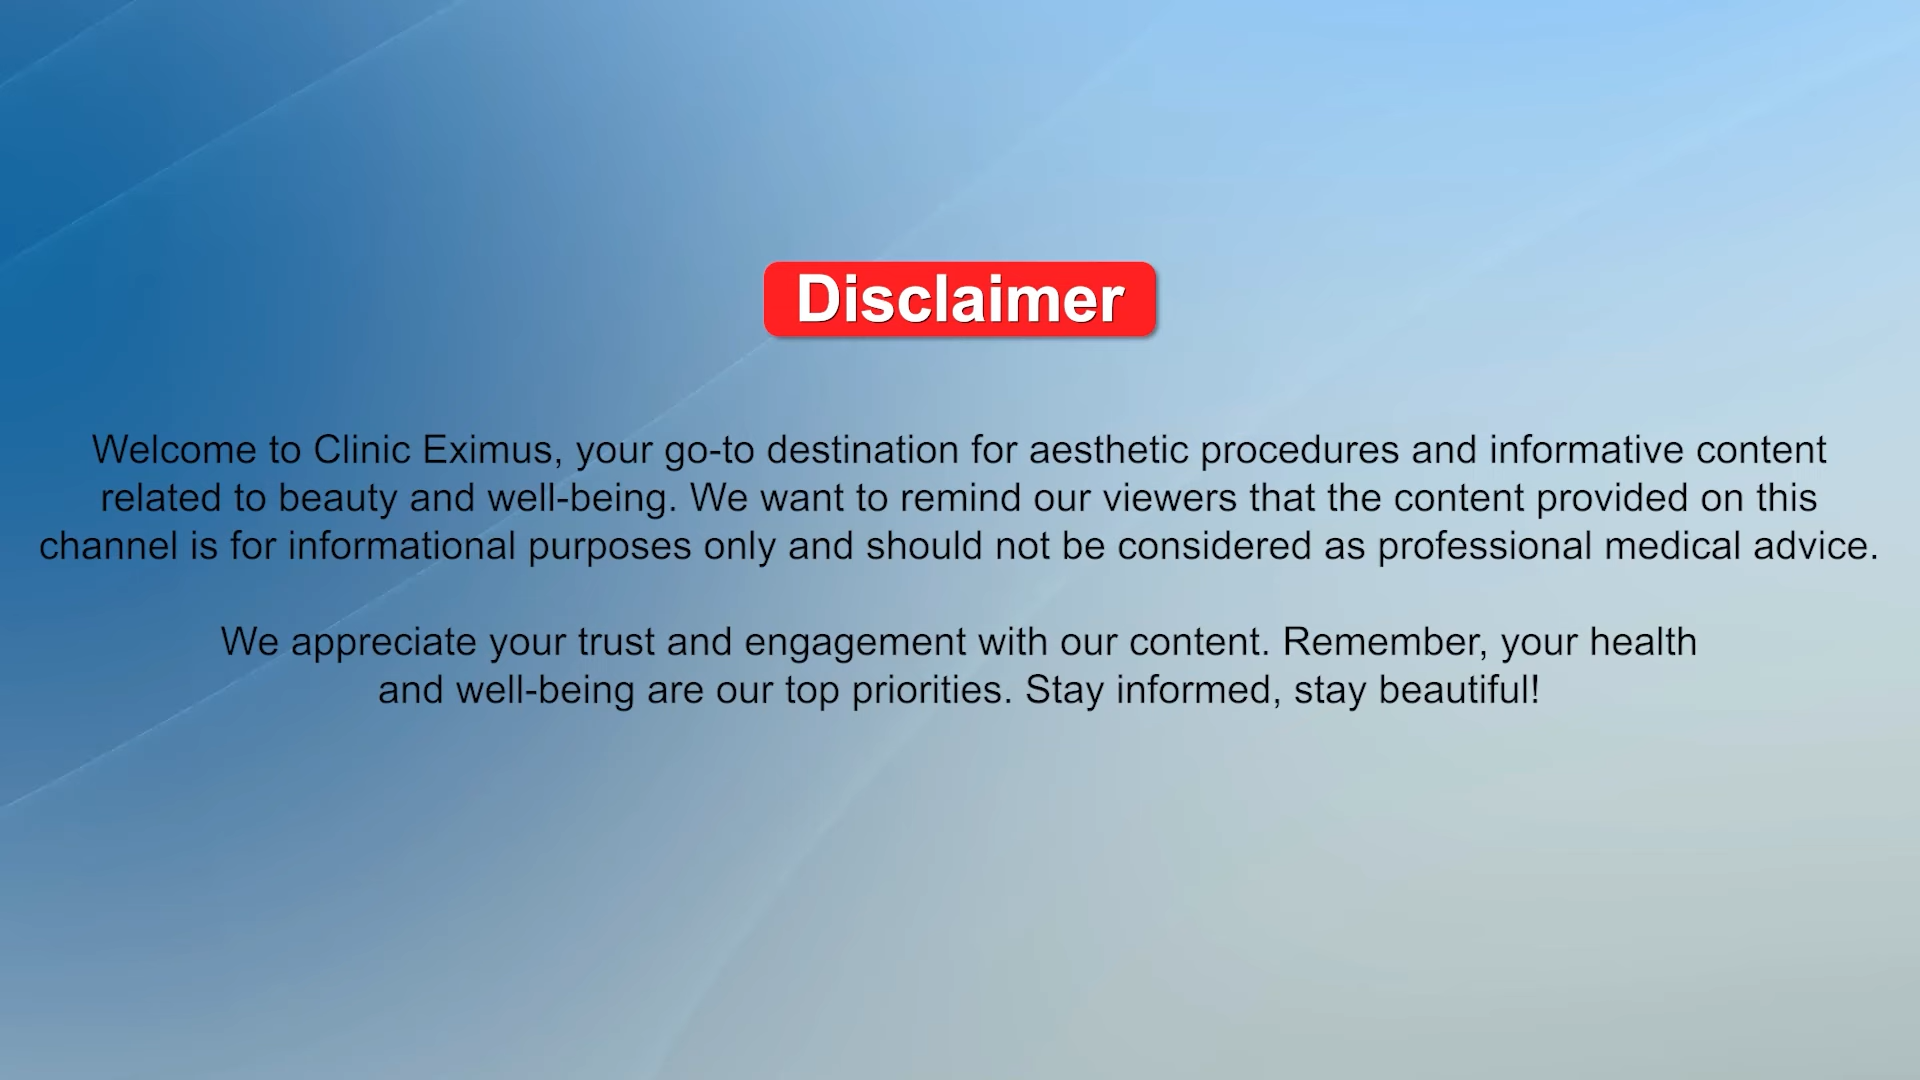 Disclaimer
Welcome to Clinic Eximus, your go-to destination for aesthetic procedures and informative content
related to beauty and well-being. We want to remind our viewers that the content provided on this
channel is for informational purposes only and should not be considered as professional medical advice.
We appreciate your trust and engagement with our content. Remember, your health
and well-being are our top priorities. Stay informed, stay beautiful!